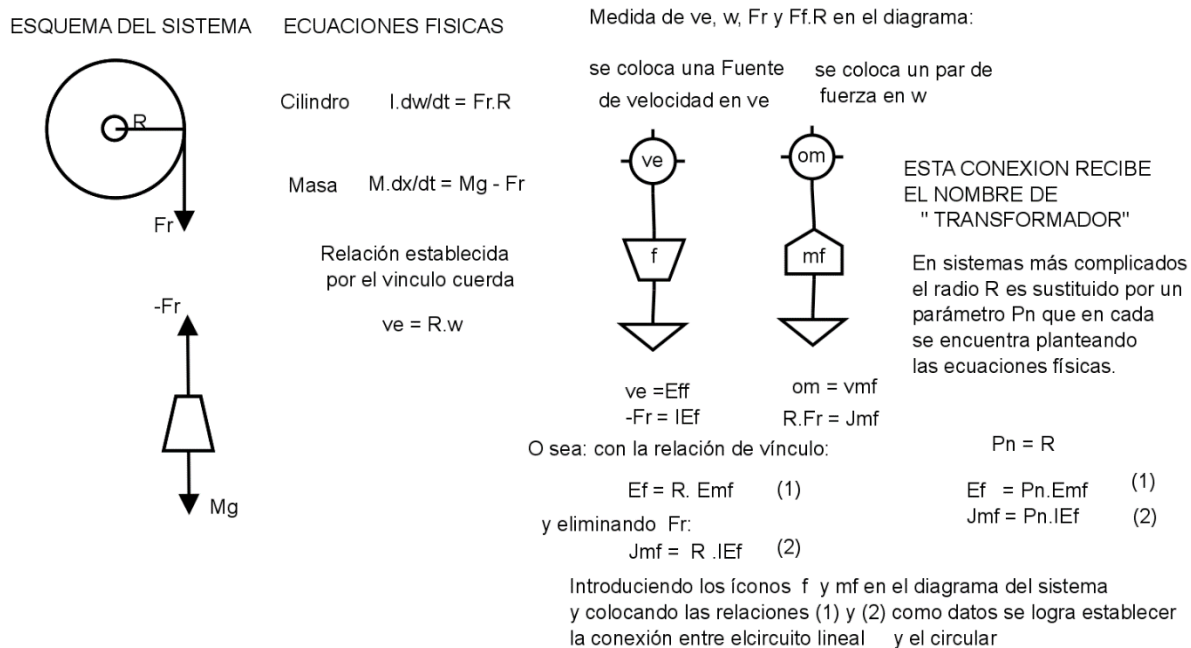 ESQUEMA DEL SISTEMA
R
Fr
-Fr
Mg
ECUACIONES FISICAS
Cilindro I.dw/dt = Fr.R
Masa M.dx/dt = Mg - Fr
Relación establecida
por el vinculo cuerda
ve = R.w
Medida de ve, w, Fr y Ff.R en el diagrama:
se coloca una Fuente
de velocidad en ve
se coloca un par de
fuerza en w
ve
om
f
mf
ve =Eff
-Fr = IEf
om = vmf
R.Fr = Jmf
ESTA CONEXION RECIBE
EL NOMBRE DE
" TRANSFORMADOR"
En sistemas más complicados
el radio R es sustituido por un
parámetro Pn que en cada
se encuentra planteando
las ecuaciones físicas.
O sea: con la relación de vínculo:
Ef = R. Emf (1)
y eliminando Fr:
Jmf = R .IEf (2)
Pn = R
Ef = Pn.Emf (1)
Jmf = Pn.IEf (2)
Introduciendo los íconos f y mf en el diagrama del sistema
y colocando las relaciones (1) y (2) como datos se logra establecer
la conexión entre elcircuito lineal y el circular